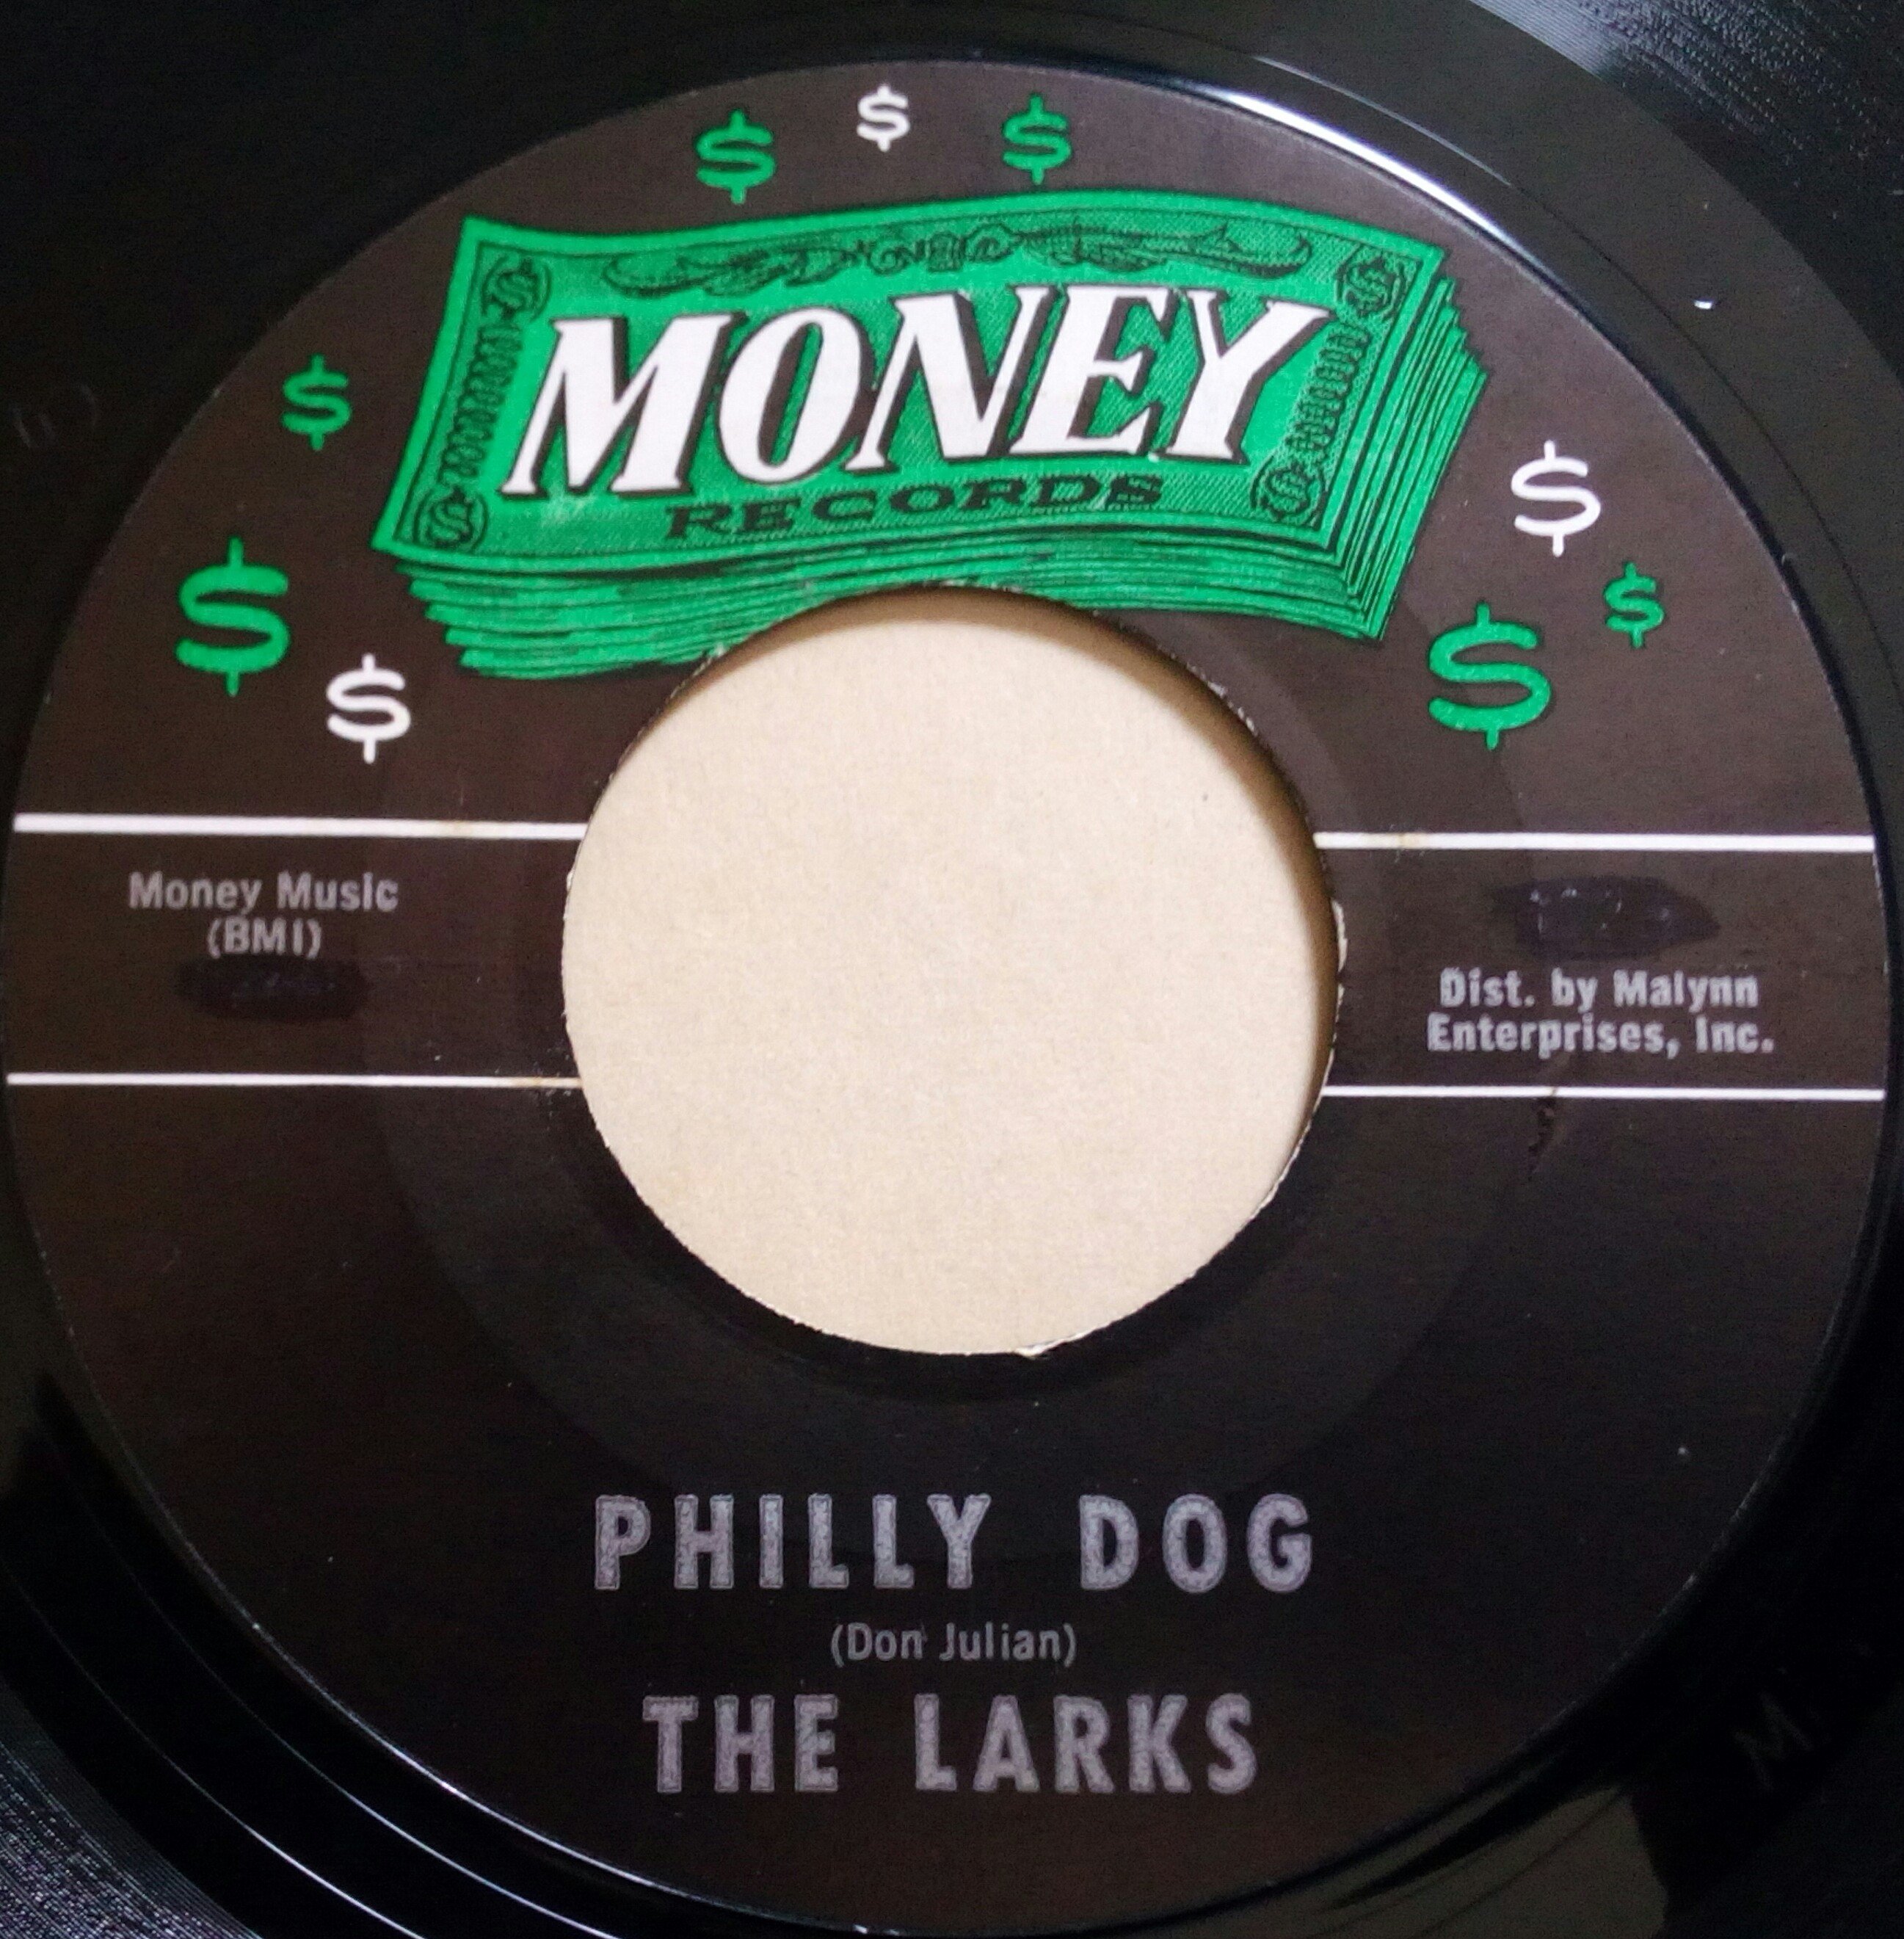 $ $ $
MONEY
RECORDS
$ $
$ $
$ $
Money Music
(BMI)
Dist. by Malynn
Enterprises, Inc.
PHILLY DOG
(Don Julian)
THE LARKS